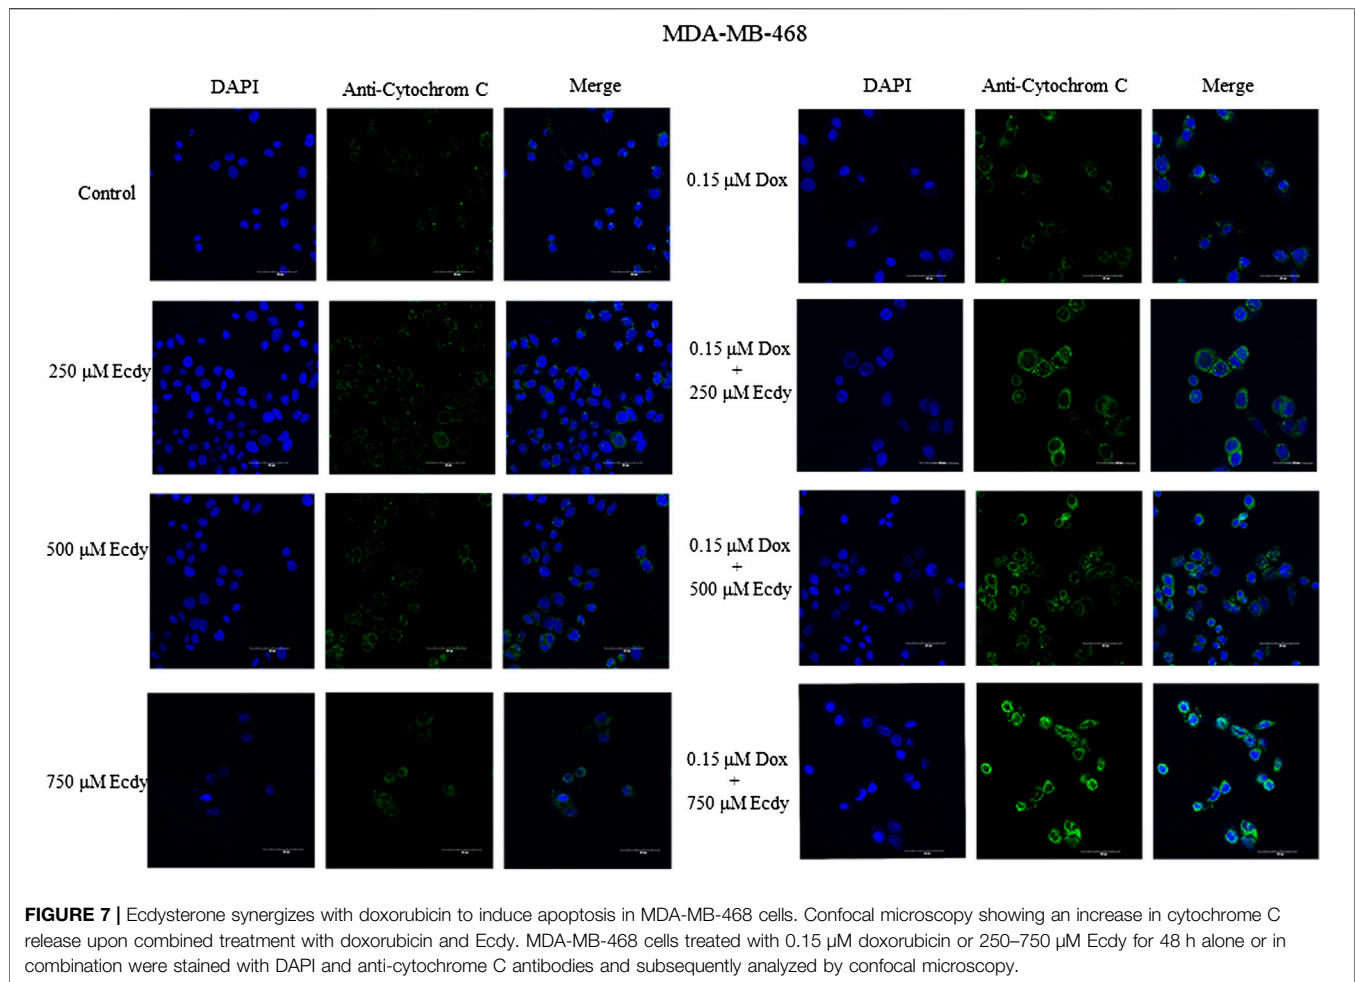 MDA-MB-468
DAPI
Anti-Cytochrom C
Merge
DAPI
Anti-Cytochrom C
Merge
Control
250 μM Ecdy
500 μM Ecdy
750 μM Ecdy
0.15 μM Dox
0.15 μM Dox
+
250 μM Ecdy
0.15 μM Dox
+
500 μM Ecdy
0.15 μM Dox
+
750 μM Ecdy
FIGURE 7 | Ecdysterone synergizes with doxorubicin to induce apoptosis in MDA-MB-468 cells. Confocal microscopy showing an increase in cytochrome C
release upon combined treatment with doxorubicin and Ecdy. MDA-MB-468 cells treated with 0.15 μM doxorubicin or 250–750 μM Ecdy for 48 h alone or in
combination were stained with DAPI and anti-cytochrome C antibodies and subsequently analyzed by confocal microscopy.